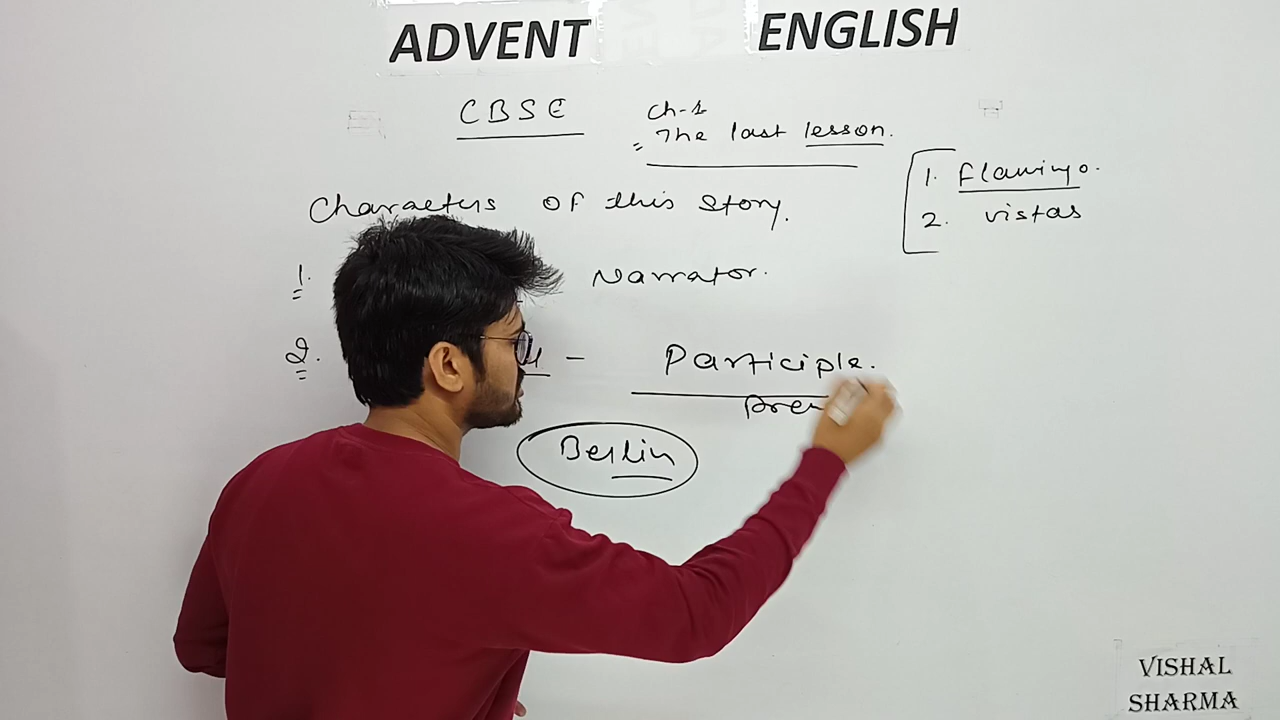 ADVENT ENGLISH
CBSE
Ch-1
The last lesson.
1. Flamingo.
2. vistas
Characters of this story.
1. Narrator.
2. – Participle.
Berlin
VISHAL
SHARMA